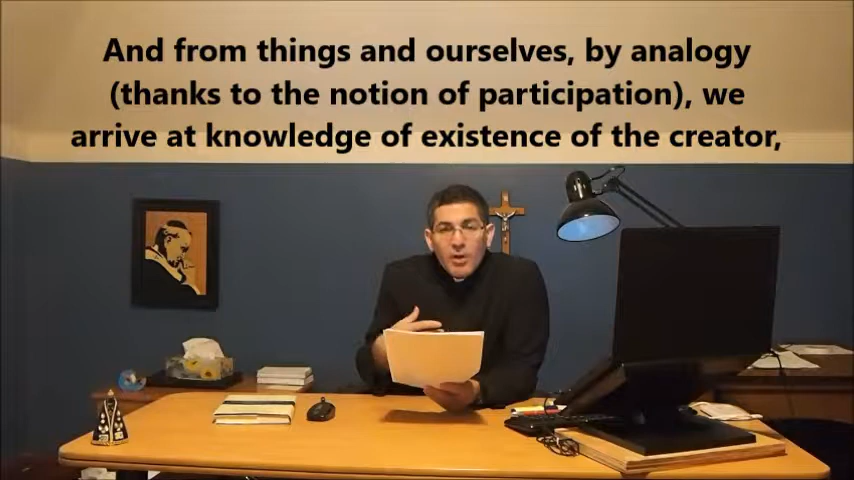 And from things and ourselves, by analogy
(thanks to the notion of participation), we
arrive at knowledge of existence of the creator,